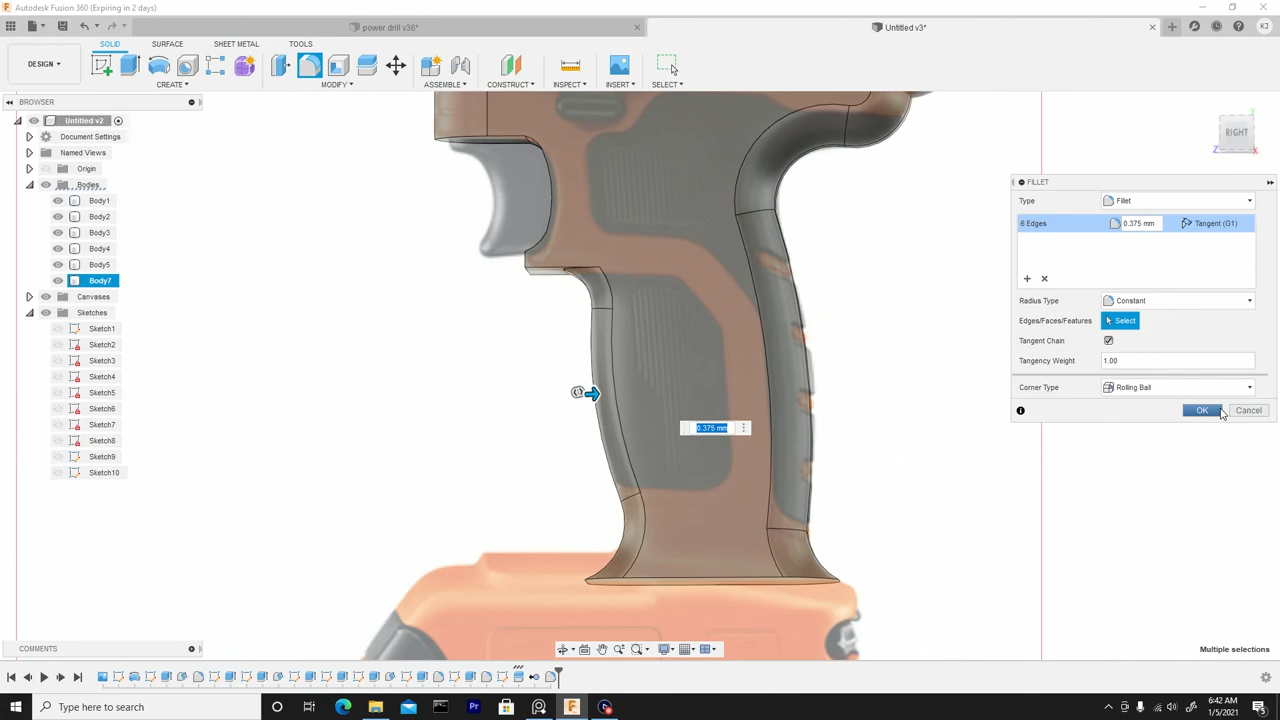 Autodesk Fusion 360 (Expiring in 2 days)
power drill v36*
Untitled v3*
KJ
DESIGN
SOLID
SURFACE
SHEET METAL
TOOLS
CREATE
MODIFY
ASSEMBLE
CONSTRUCT
INSPECT
INSERT
SELECT
BROWSER
Untitled v2
Document Settings
Named Views
Origin
Bodies
Body1
Body2
Body3
Body4
Body5
Body7
Canvases
Sketches
Sketch1
Sketch2
Sketch3
Sketch4
Sketch5
Sketch6
Sketch7
Sketch8
Sketch9
Sketch10
RIGHT
Y
Z
X
FILLET
Type
Fillet
6 Edges
0.375 mm
Tangent (G1)
Radius Type
Constant
Edges/Faces/Features
Select
Tangent Chain
Tangency Weight
1.00
Corner Type
Rolling Ball
OK
Cancel
0.375 mm
COMMENTS
Multiple selections
Type here to search
6:42 AM
1/5/2021